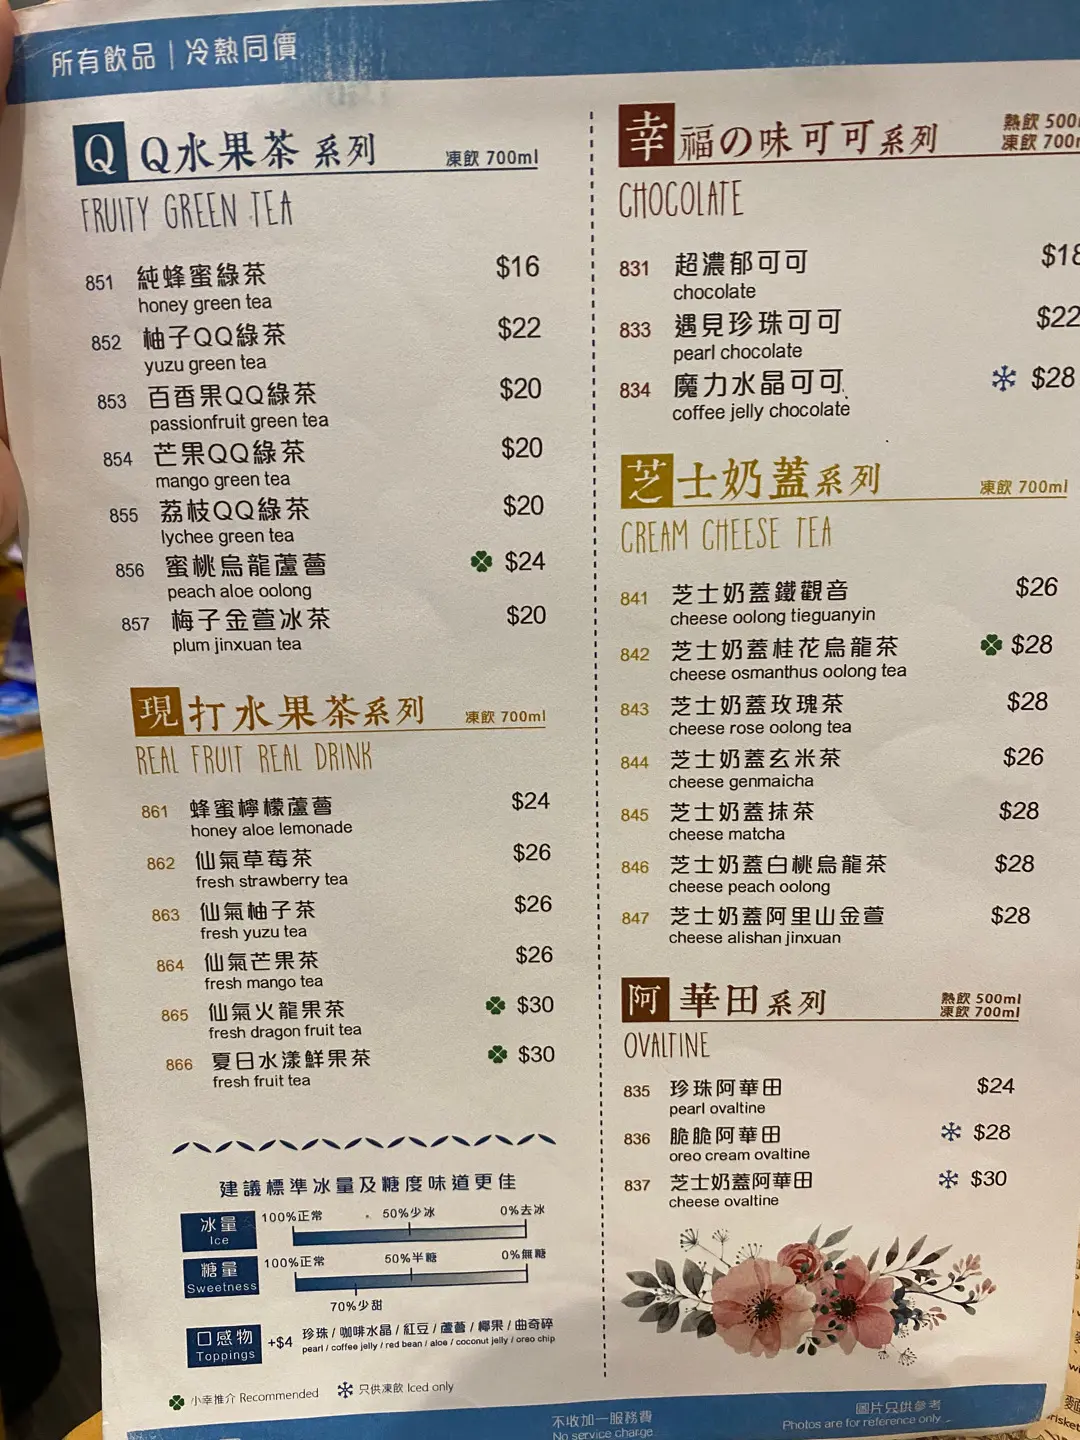 所有飲品 | 冷熱同價
Q Q水果茶 系列 凍飲 700ml
FRUITY GREEN TEA
851 純蜂蜜綠茶 $16
honey green tea
852 柚子QQ綠茶 $22
yuzu green tea
853 百香果QQ綠茶 $20
passionfruit green tea
854 芒果QQ綠茶 $20
mango green tea
855 荔枝QQ綠茶 $20
lychee green tea
856 蜜桃烏龍蘆薈 $24
peach aloe oolong
857 梅子金萱冰茶 $20
plum jinxuan tea
現打水果茶系列 凍飲 700ml
REAL FRUIT REAL DRINK
861 蜂蜜檸檬蘆薈 $24
honey aloe lemonade
862 仙氣草莓茶 $26
fresh strawberry tea
863 仙氣柚子茶 $26
fresh yuzu tea
864 仙氣芒果茶 $26
fresh mango tea
865 仙氣火龍果茶 $30
fresh dragon fruit tea
866 夏日水漾鮮果茶 $30
fresh fruit tea
建議標準冰量及糖度味道更佳
冰量 100%正常 50%少冰 0%去冰
Ice
糖量 100%正常 50%半糖 0%無糖
Sweetness
70%少甜
口感物 +$4 珍珠 / 咖啡水晶 / 紅豆 / 蘆薈 / 椰果 / 曲奇碎
Toppings pearl / coffee jelly / red bean / aloe / coconut jelly / oreo chip
小幸推介 Recommended 只供凍飲 Iced only
幸福の味可可系列 熱飲 500
凍飲 700
CHOCOLATE
831 超濃郁可可 $18
chocolate
833 遇見珍珠可可 $22
pearl chocolate
834 魔力水晶可可 $28
coffee jelly chocolate
芝士奶蓋系列 凍飲 700ml
CREAM CHEESE TEA
841 芝士奶蓋鐵觀音 $26
cheese oolong tieguanyin
842 芝士奶蓋桂花烏龍茶 $28
cheese osmanthus oolong tea
843 芝士奶蓋玫瑰茶 $28
cheese rose oolong tea
844 芝士奶蓋玄米茶 $26
cheese genmaicha
845 芝士奶蓋抹茶 $28
cheese matcha
846 芝士奶蓋白桃烏龍茶 $28
cheese peach oolong
847 芝士奶蓋阿里山金萱 $28
cheese alishan jinxuan
阿華田系列 熱飲 500ml
凍飲 700ml
OVALTINE
835 珍珠阿華田 $24
pearl ovaltine
836 脆脆阿華田 $28
oreo cream ovaltine
837 芝士奶蓋阿華田 $30
cheese ovaltine
不收加一服務費
No service charge
圖片只供參考
Photos are for reference only